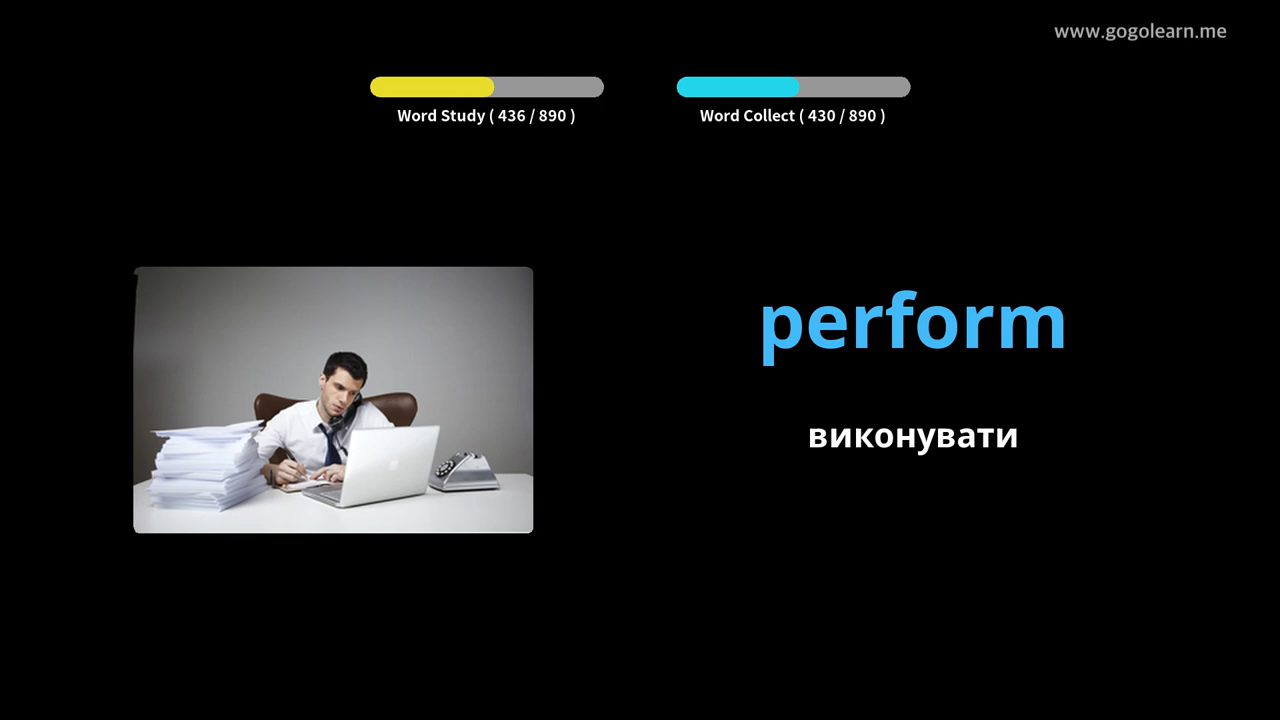 www.gogolearn.me
Word Study ( 436 / 890 )
Word Collect ( 430 / 890 )
perform
виконувати